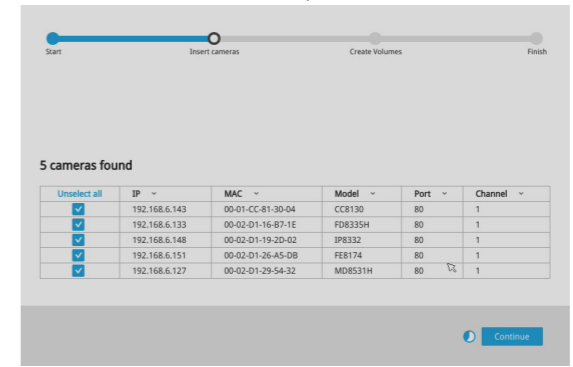 Start Insert cameras Create Volumes Finish
5 cameras found
Unselect all IP MAC Model Port Channel
192.168.6.143 00-01-CC-81-30-04 CC8130 80 1
192.168.6.133 00-02-D1-16-B7-1E FD8335H 80 1
192.168.6.148 00-02-D1-19-2D-02 IP8332 80 1
192.168.6.151 00-02-D1-26-A5-DB FE8174 80 1
192.168.6.127 00-02-D1-29-54-32 MD8531H 80 1
Continue